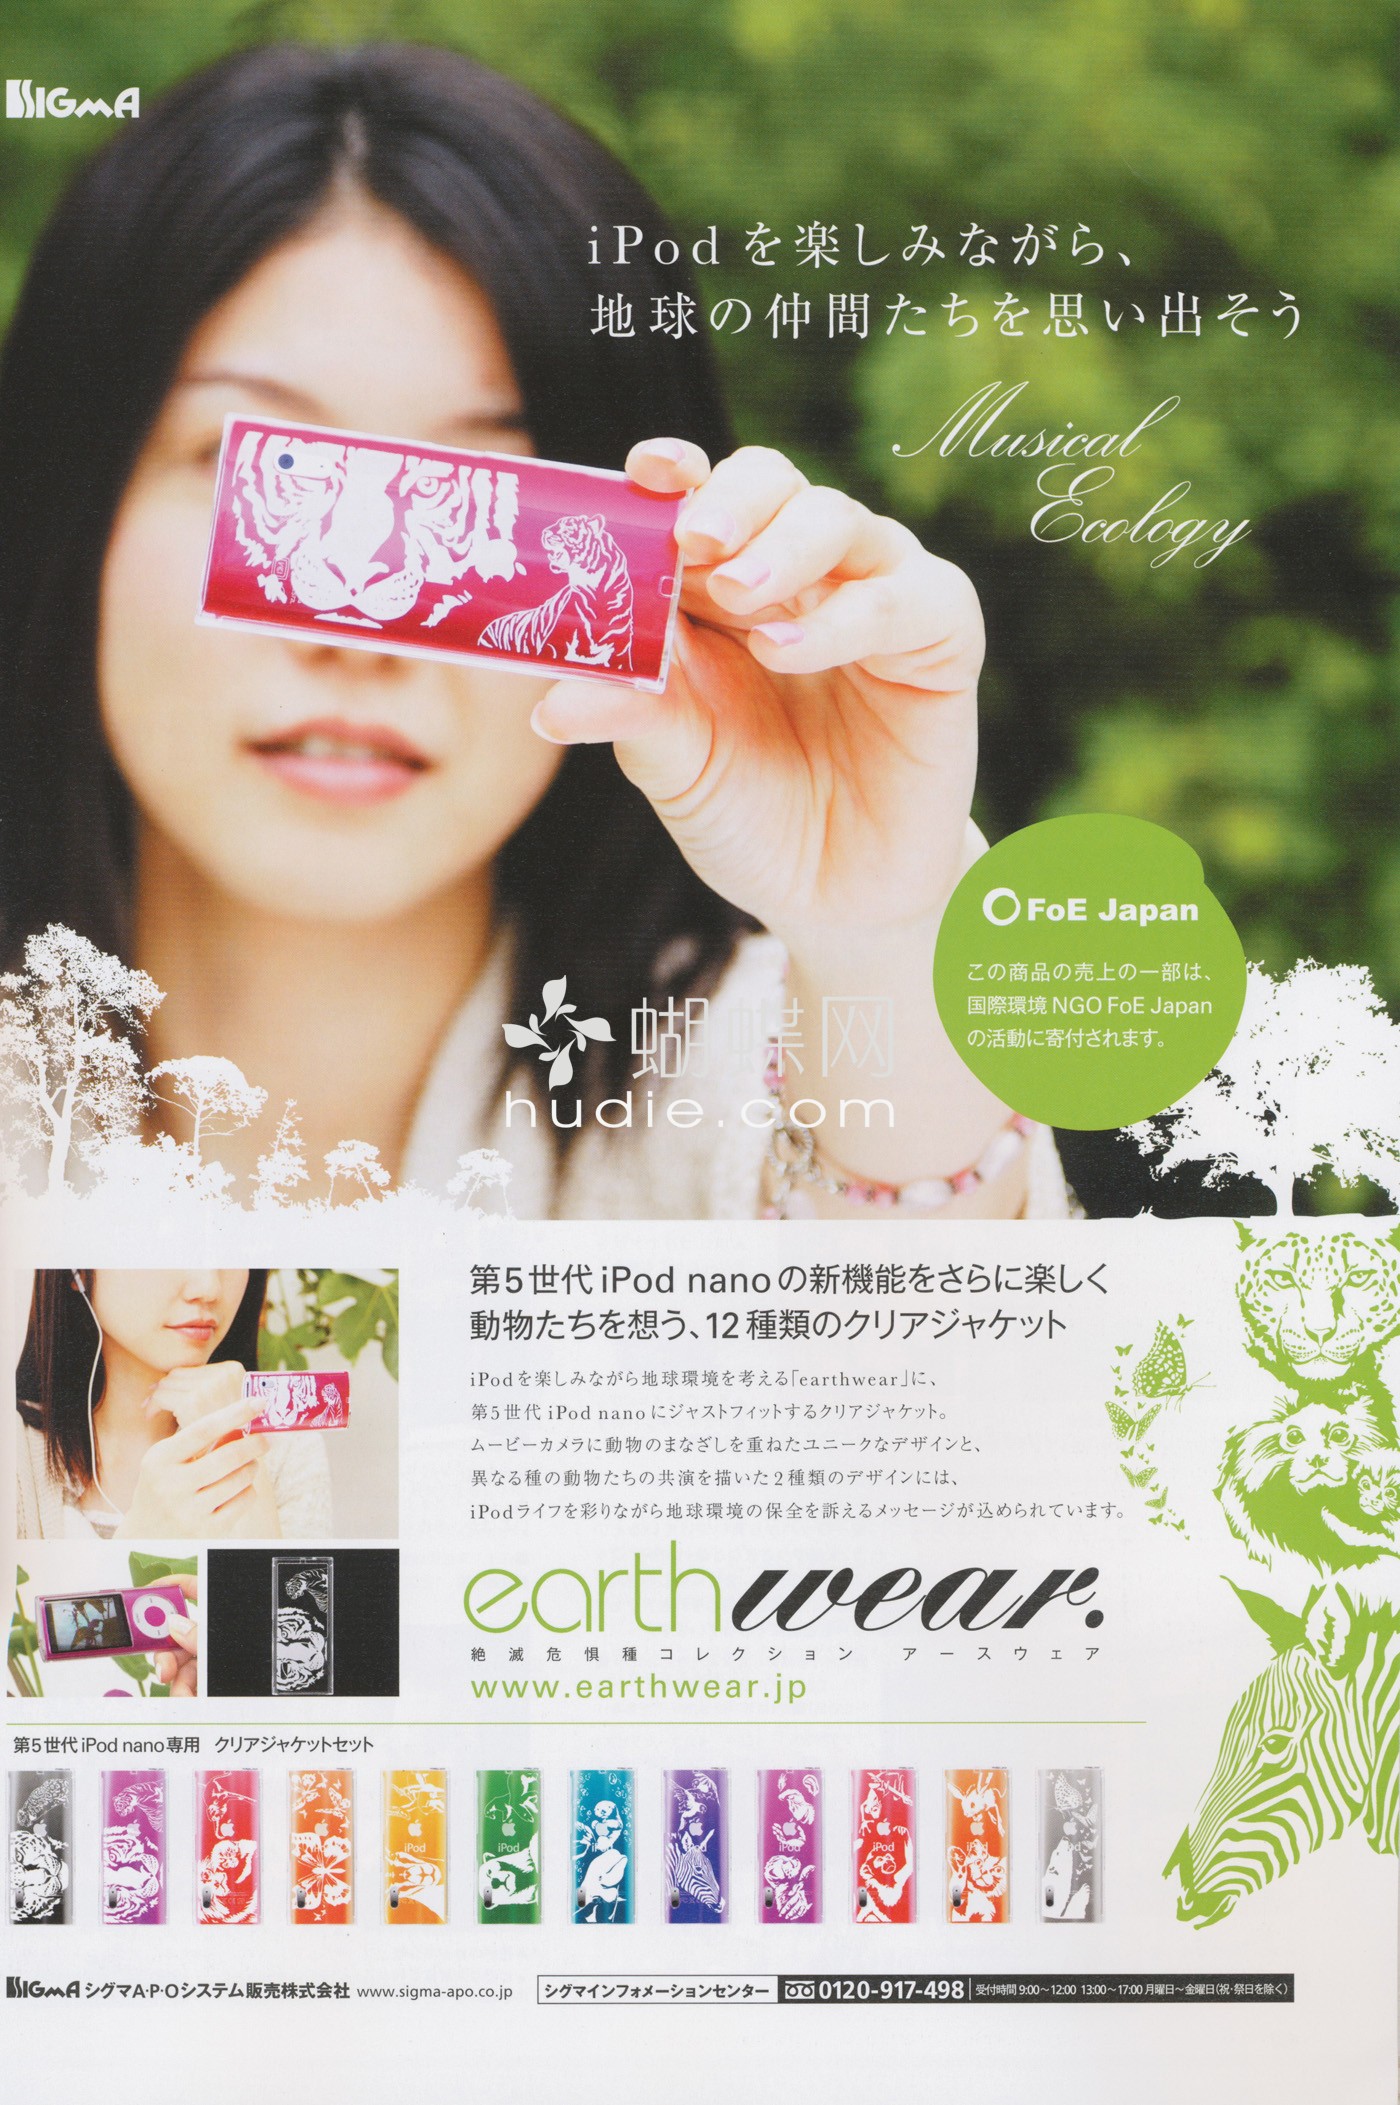 SIGMA
iPodを楽しみながら、
地球の仲間たちを思い出そう
Musical
Ecology
FoE Japan
この商品の売上の一部は、
国際環境NGO FoE Japan
の活動に寄付されます。
蝴蝶网
hudie.com
第5世代iPod nanoの新機能をさらに楽しく
動物たちを想う、12種類のクリアジャケット
iPodを楽しみながら地球環境を考える「earthwear」に、
第5世代iPod nanoにジャストフィットするクリアジャケット。
ムービーカメラに動物のまなざしを重ねたユニークなデザインと、
異なる種の動物たちの共演を描いた2種類のデザインには、
iPodライフを彩りながら地球環境の保全を訴えるメッセージが込められています。
earthwear.
絶滅危惧種コレクション アースウェア
www.earthwear.jp
第5世代iPod nano専用 クリアジャケットセット
iPod
iPod
iPod
iPod
SIGMA シグマA・P・Oシステム販売株式会社 www.sigma-apo.co.jp
シグマインフォメーションセンター 0120-917-498 受付時間 9:00〜12:00 13:00〜17:00 月曜日〜金曜日(祝・祭日を除く)